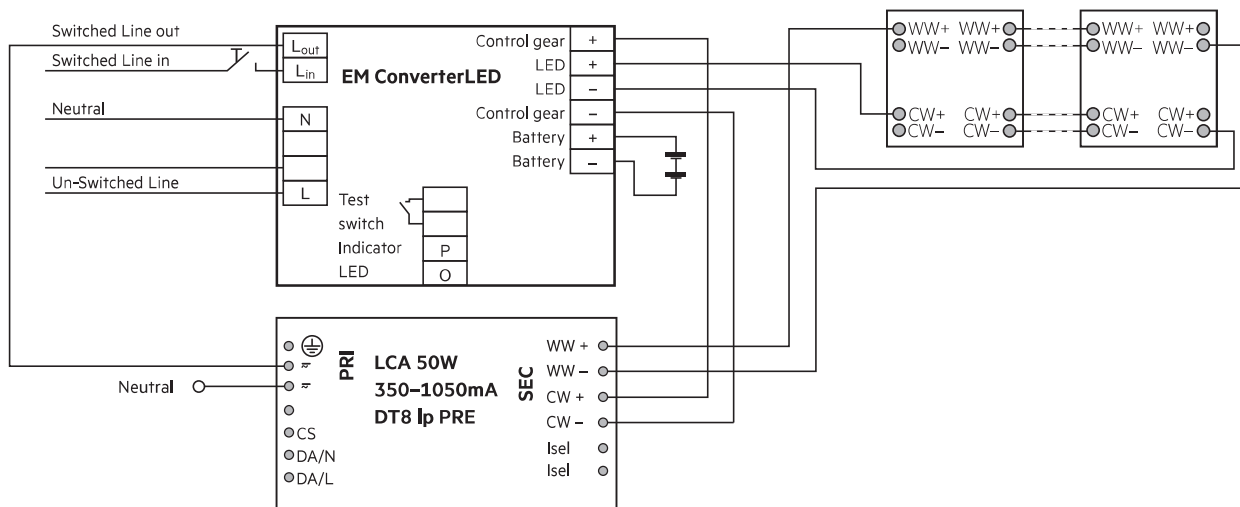 Switched Line out
Switched Line in
Neutral
Un-Switched Line
Lout
Lin
N
L
EM ConverterLED
Control gear +
LED +
LED –
Control gear –
Battery +
Battery –
Test
switch
Indicator P
LED O
WW+ WW+ WW+ WW+
WW– WW– WW– WW–
CW+ CW+ CW+ CW+
CW– CW– CW– CW–
Neutral
PRI
CS
DA/N
DA/L
LCA 50W
350–1050mA
DT8 lp PRE
SEC
WW +
WW –
CW +
CW –
Isel
Isel